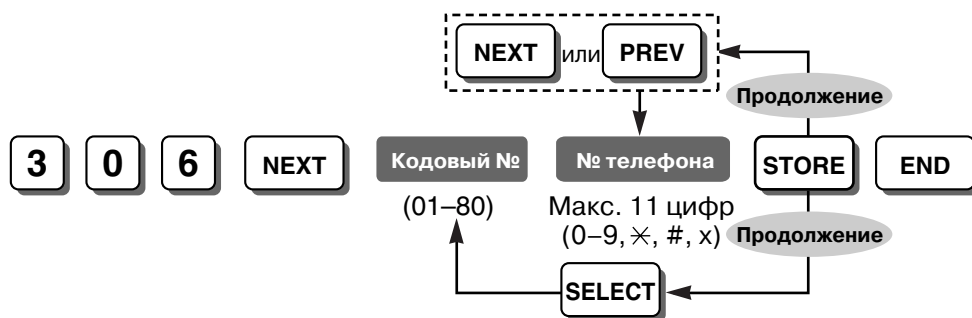 NEXT или PREV
Продолжение
3 0 6 NEXT Кодовый № № телефона STORE END
(01–80) Макс. 11 цифр
(0–9, ✳, #, x) Продолжение
SELECT